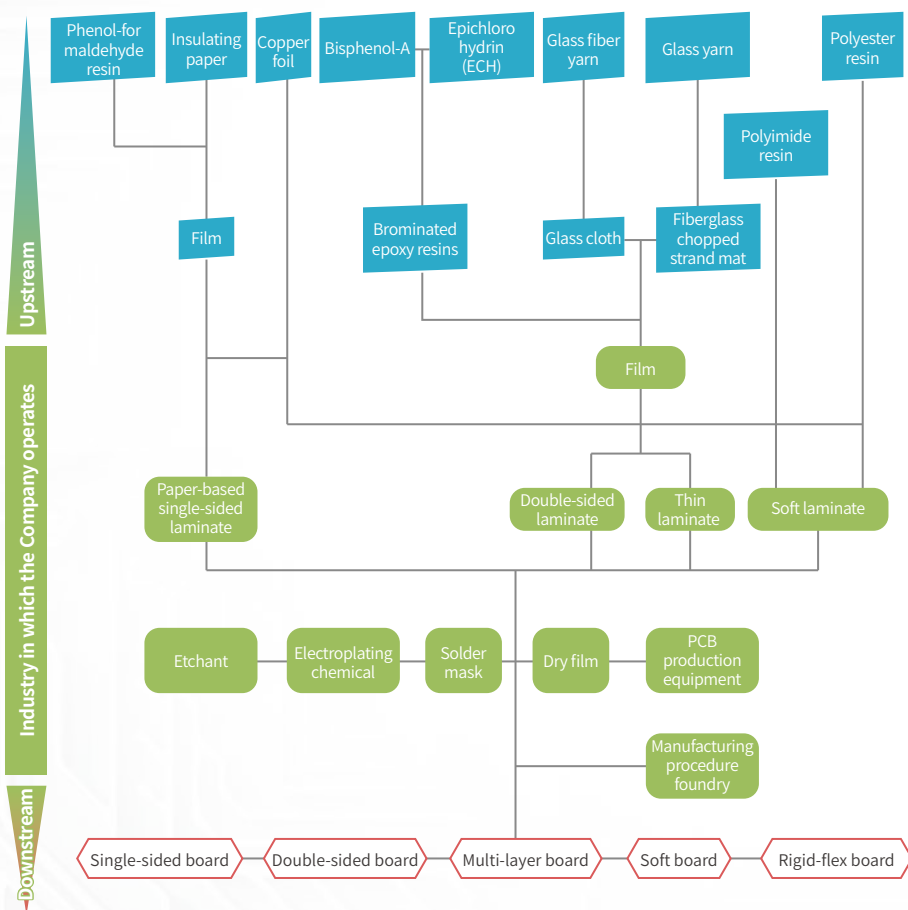 Phenol-for
maldehyde
resin
Insulating
paper
Copper
foil
Bisphenol-A
Epichloro
hydrin
(ECH)
Glass fiber
yarn
Glass yarn
Polyester
resin
Polyimide
resin
Film
Brominated
epoxy resins
Glass cloth
Fiberglass
chopped
strand mat
Upstream
Film
Industry in which the Company operates
Paper-based
single-sided
laminate
Double-sided
laminate
Thin
laminate
Soft laminate
Etchant
Electroplating
chemical
Solder
mask
Dry film
PCB
production
equipment
Manufacturing
procedure
foundry
Downstream
Single-sided board
Double-sided board
Multi-layer board
Soft board
Rigid-flex board